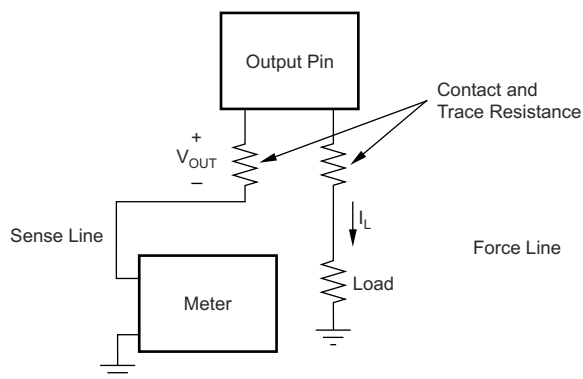 Output Pin
Contact and
Trace Resistance
+
V_OUT
–
I_L
Sense Line
Force Line
Meter
Load